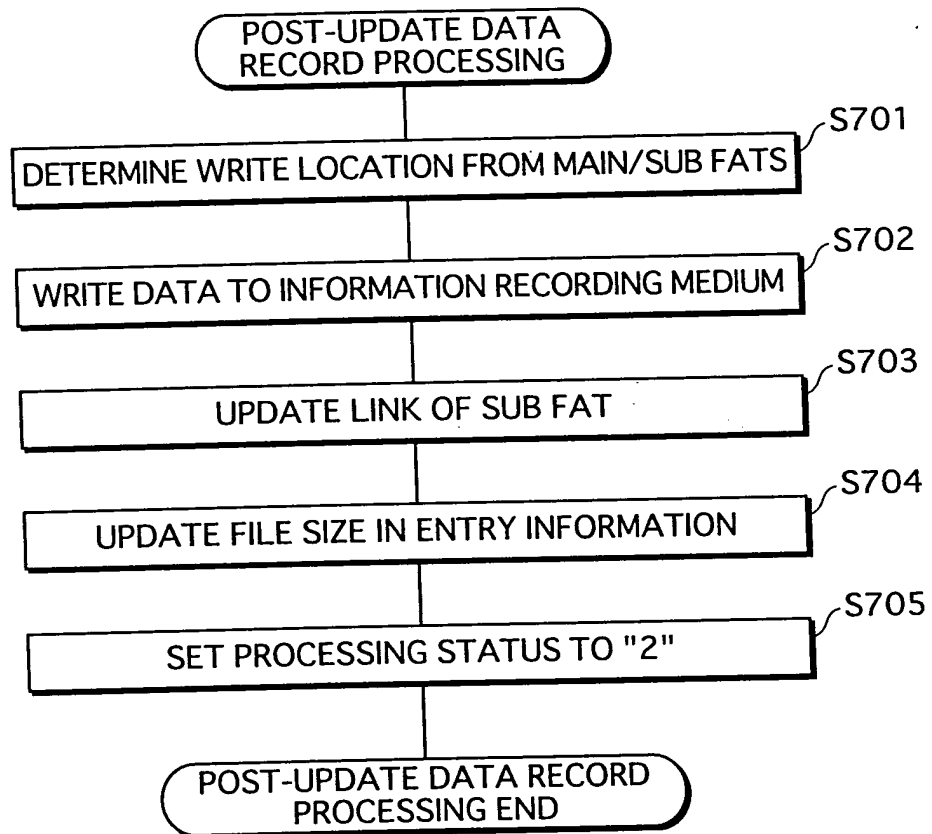 POST-UPDATE DATA
RECORD PROCESSING
S701
DETERMINE WRITE LOCATION FROM MAIN/SUB FATS
S702
WRITE DATA TO INFORMATION RECORDING MEDIUM
S703
UPDATE LINK OF SUB FAT
S704
UPDATE FILE SIZE IN ENTRY INFORMATION
S705
SET PROCESSING STATUS TO "2"
POST-UPDATE DATA RECORD
PROCESSING END